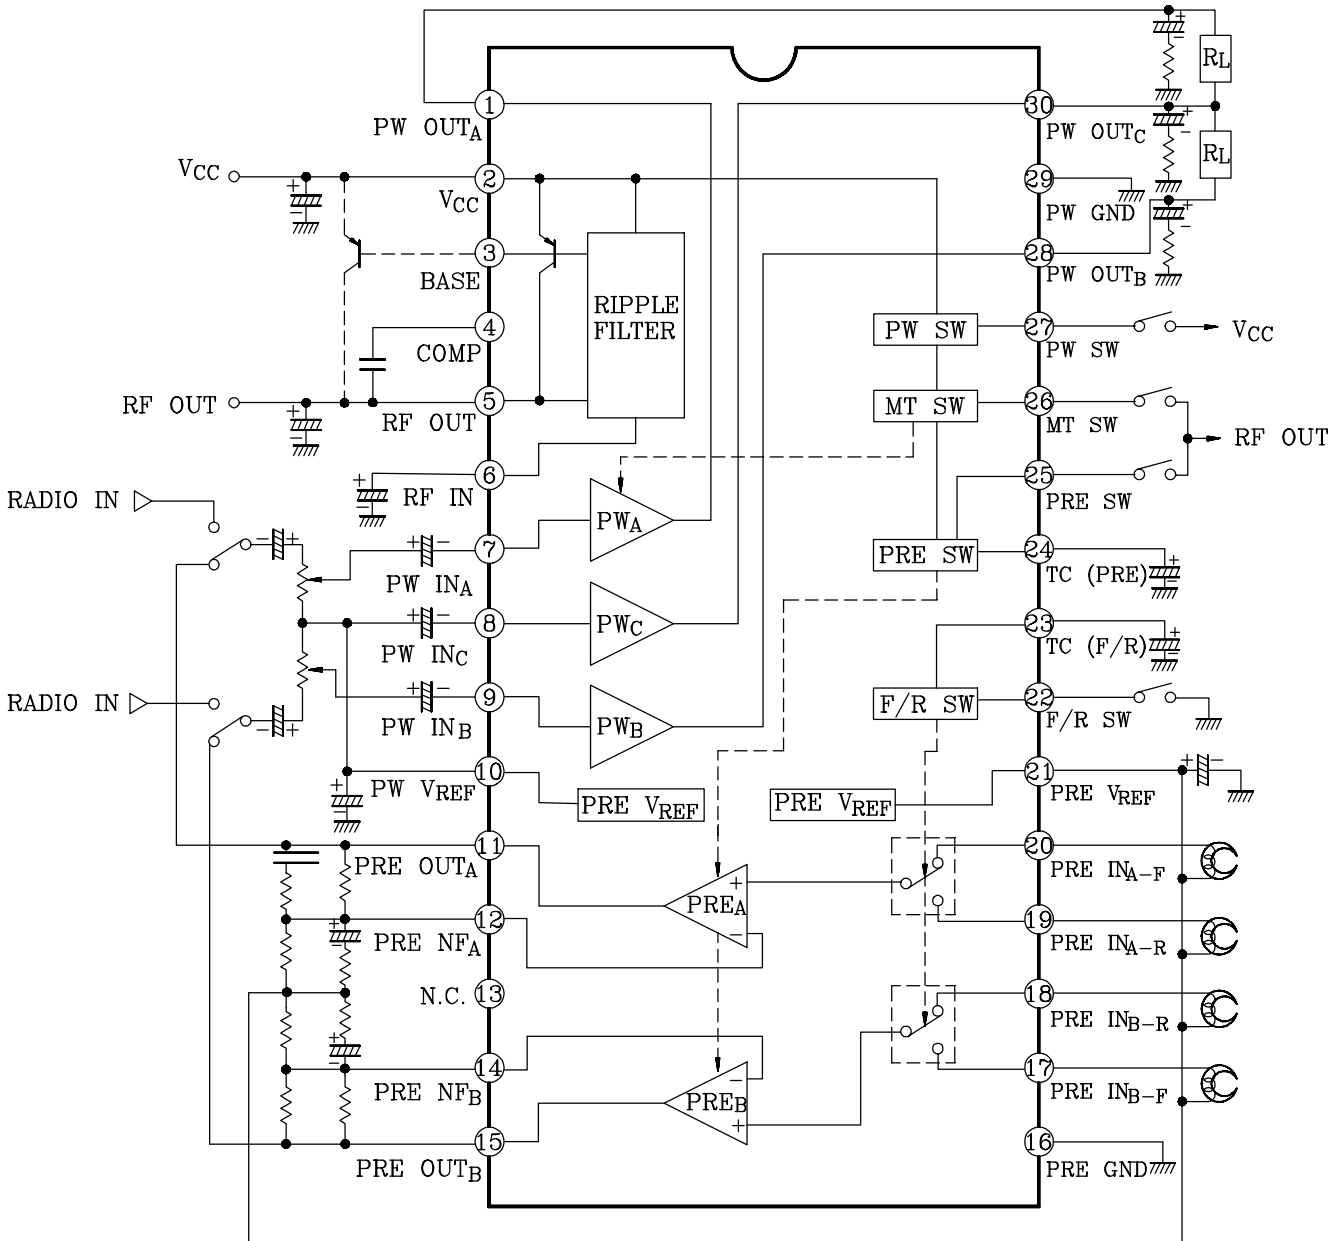 RL
1
PW OUTA
30
PW OUTC
RL
VCC
2
VCC
29
PW GND
3
BASE
28
PW OUTB
RIPPLE
FILTER
4
COMP
PW SW
27
PW SW
VCC
RF OUT
5
RF OUT
MT SW
26
MT SW
RF OUT
6
RF IN
25
PRE SW
RADIO IN
7
PW INA
PWA
PRE SW
24
TC (PRE)
8
PW INC
PWC
23
TC (F/R)
RADIO IN
9
PW INB
PWB
F/R SW
22
F/R SW
10
PW VREF
PRE VREF
PRE VREF
21
PRE VREF
11
PRE OUTA
20
PRE INA-F
+
PREA
−
12
PRE NFA
19
PRE INA-R
N.C.
13
18
PRE INB-R
14
PRE NFB
−
PREB
+
17
PRE INB-F
15
PRE OUTB
16
PRE GND